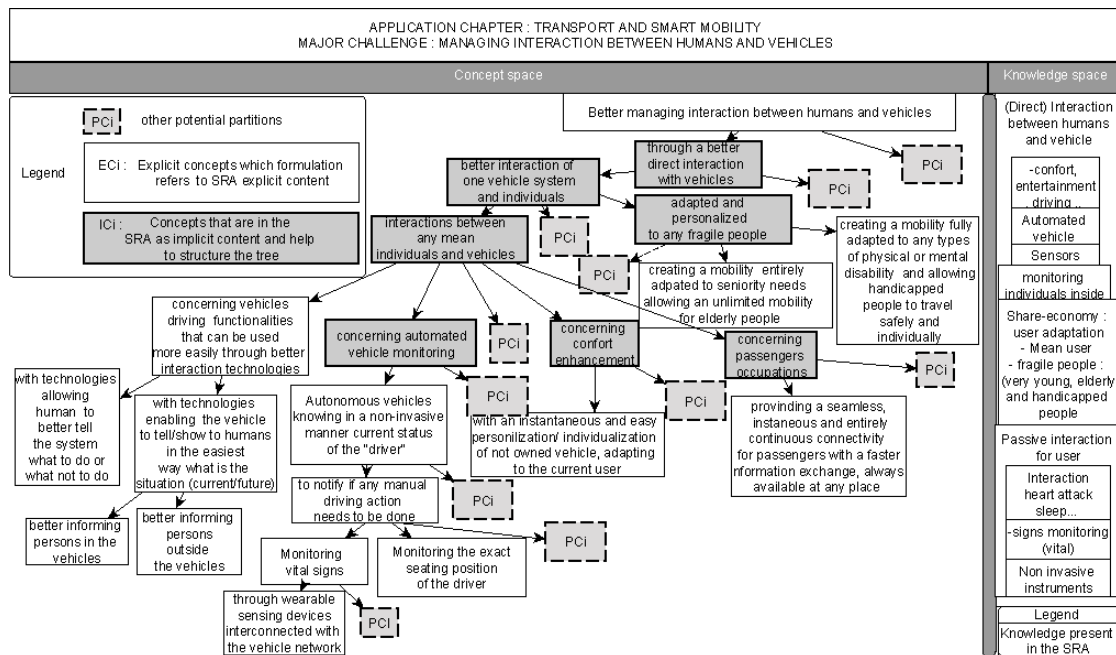 APPLICATION CHAPTER : TRANSPORT AND SMART MOBILITY
MAJOR CHALLENGE : MANAGING INTERACTION BETWEEN HUMANS AND VEHICLES
Concept space
Knowledge space
Legend
PCi
other potential partitions
ECi : Explicit concepts which formulation
refers to SRA explicit content
ICi : Concepts that are in the
SRA as implicit content and help
to structure the tree
Better managing interaction between humans and vehicles
through a better
direct interaction
with vehicles
PCi
PCi
better interaction of
one vehicle system
and individuals
interactions between
any mean
individuals and vehicles
PCi
adapted and
personalized
to any fragile people
PCi
creating a mobility fully
adapted to any types
of physical or mental
disability and allowing
handicapped
people to travel
safely and
individually
creating a mobility entirely
adpated to seniority needs
allowing an unlimited mobility
for elderly people
concerning vehicles
driving functionalities
that can be used
more easily through better
interaction technologies
concerning automated
vehicle monitoring
PCi
concerning
confort
enhancement
concerning
passengers
occupations
PCi
with technologies
allowing
human to
better tell
the system
what to do or
what not to do
with technologies
enabling the vehicle
to tell/show to humans
in the easiest
way what is the
situation (current/future)
Autonomous vehicles
knowing in a non-invasive
manner current status
of the "driver"
PCi
with an instantaneous and easy
personilization/ individualization
of not owned vehicle, adapting
to the current user
PCi
provinding a seamless,
instaneous and entirely
continuous connectivity
for passengers with a faster
nformation exchange, always
available at any place
to notify if any manual
driving action
needs to be done
PCi
better informing
persons in the
vehicles
better informing
persons
outside
the vehicles
Monitoring
vital signs
Monitoring the exact
seating position
of the driver
PCi
through wearable
sensing devices
interconnected with
the vehicle network
PCI
(Direct) Interaction
between humans
and vehicle
-confort,
entertainment
driving
Automated
vehicle
Sensors
monitoring
individuals inside
Share-economy :
user adaptation
- Mean user
- fragile people :
(very young, elderly
and handicapped
people
Passive interaction
for user
Interaction
heart attack
sleep...
-signs monitoring
(vital)
Non invasive
instruments
Legend
Knowledge present
in the SRA